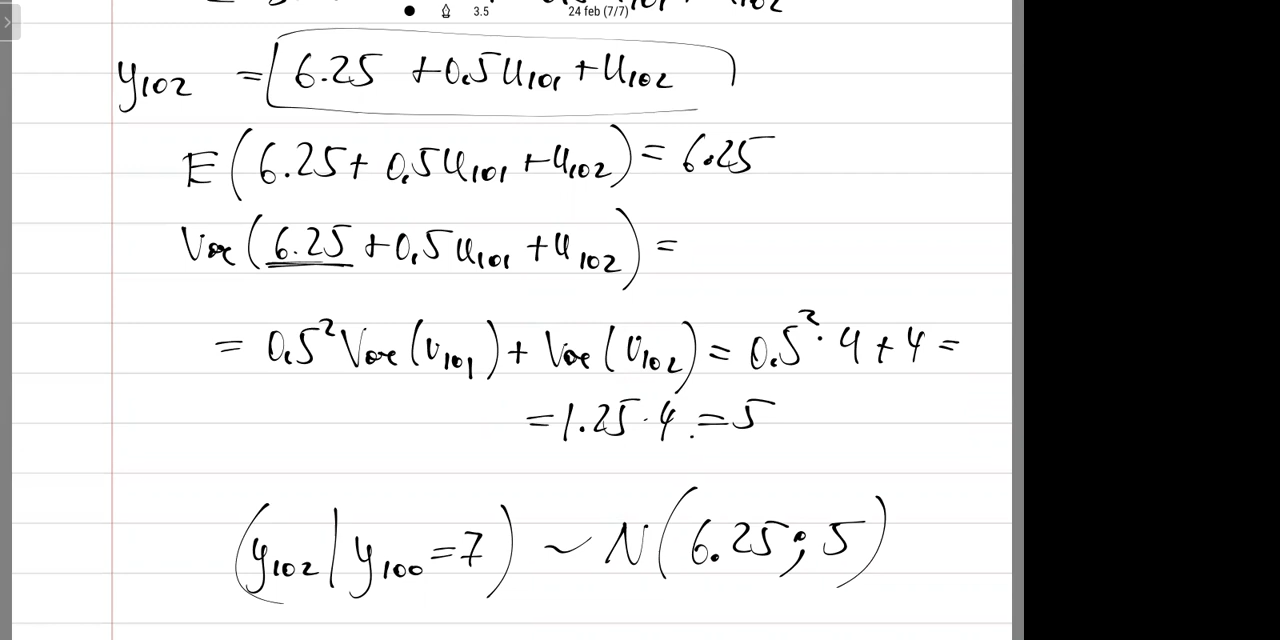 3.5 24 feb (7/7)
y₁₀₂ = 6.25 + 0.5u₁₀₁ + u₁₀₂
E(6.25 + 0.5u₁₀₁ + u₁₀₂) = 6.25
Var(6.25 + 0.5u₁₀₁ + u₁₀₂) =
= 0.5² Var(u₁₀₁) + Var(u₁₀₂) = 0.5² · 4 + 4 =
= 1.25 · 4 = 5
(y₁₀₂ | y₁₀₀ = 7) ~ N(6.25; 5)